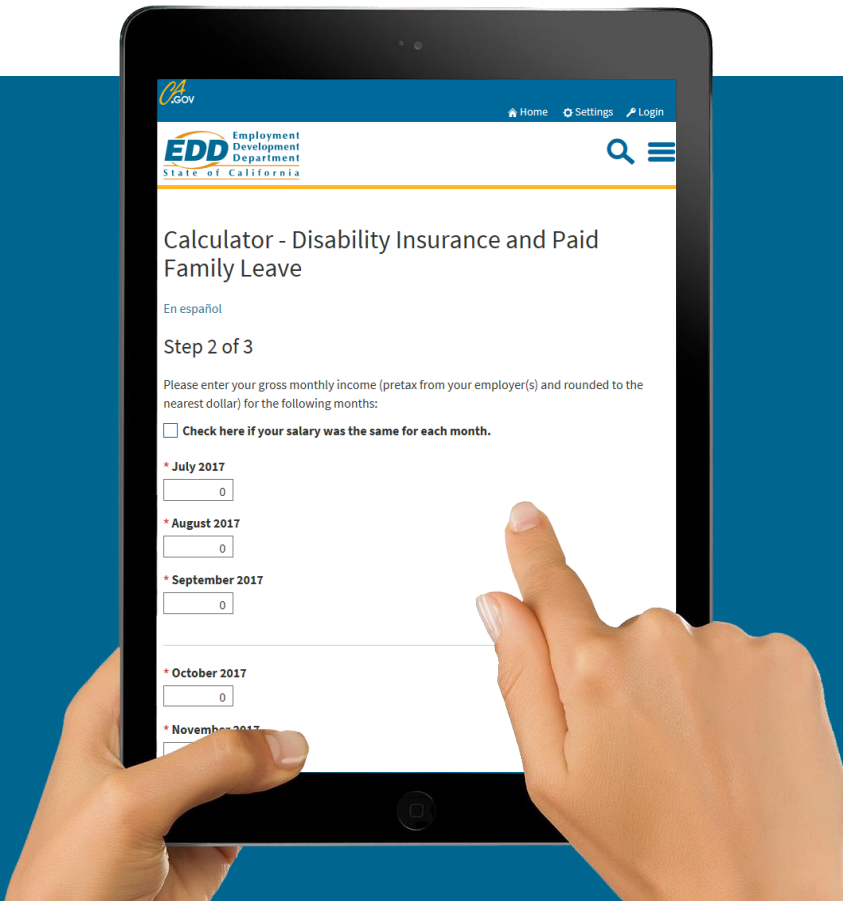 CA
.GOV
Home Settings Login
EDD
Employment
Development
Department
State of California
Calculator - Disability Insurance and Paid
Family Leave
En español
Step 2 of 3
Please enter your gross monthly income (pretax from your employer(s) and rounded to the
nearest dollar) for the following months:
Check here if your salary was the same for each month.
* July 2017
0
* August 2017
0
* September 2017
0
* October 2017
0
* November 2017